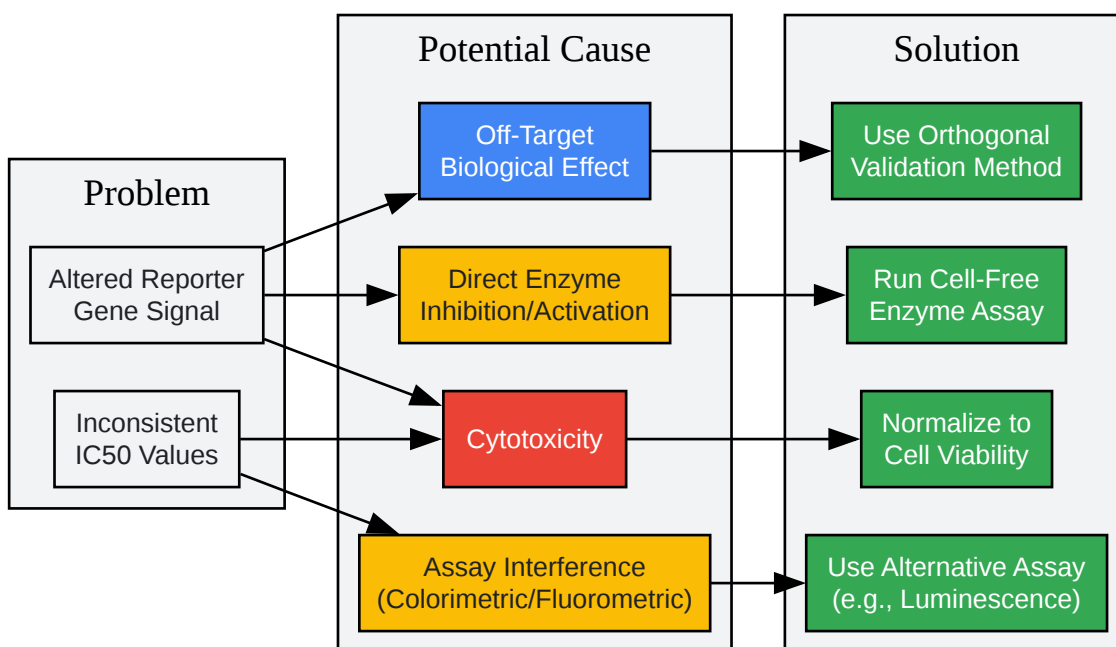 Problem
Altered Reporter
Gene Signal
Inconsistent
IC50 Values
Potential Cause
Off-Target
Biological Effect
Direct Enzyme
Inhibition/Activation
Cytotoxicity
Assay Interference
(Colorimetric/Fluorometric)
Solution
Use Orthogonal
Validation Method
Run Cell-Free
Enzyme Assay
Normalize to
Cell Viability
Use Alternative Assay
(e.g., Luminescence)